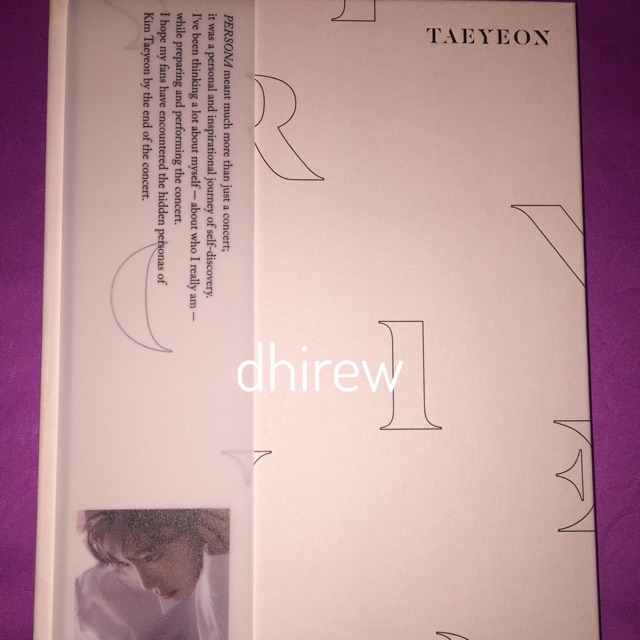 TAEYEON
PERSONA meant much more than just a concert;
it was a personal and inspirational journey of self-discovery.
I've been thinking a lot about myself — about who I really am —
while preparing and performing the concert.
I hope my fans have encountered the hidden personas of
Kim Taeyeon by the end of the concert.
R
1
dhirew